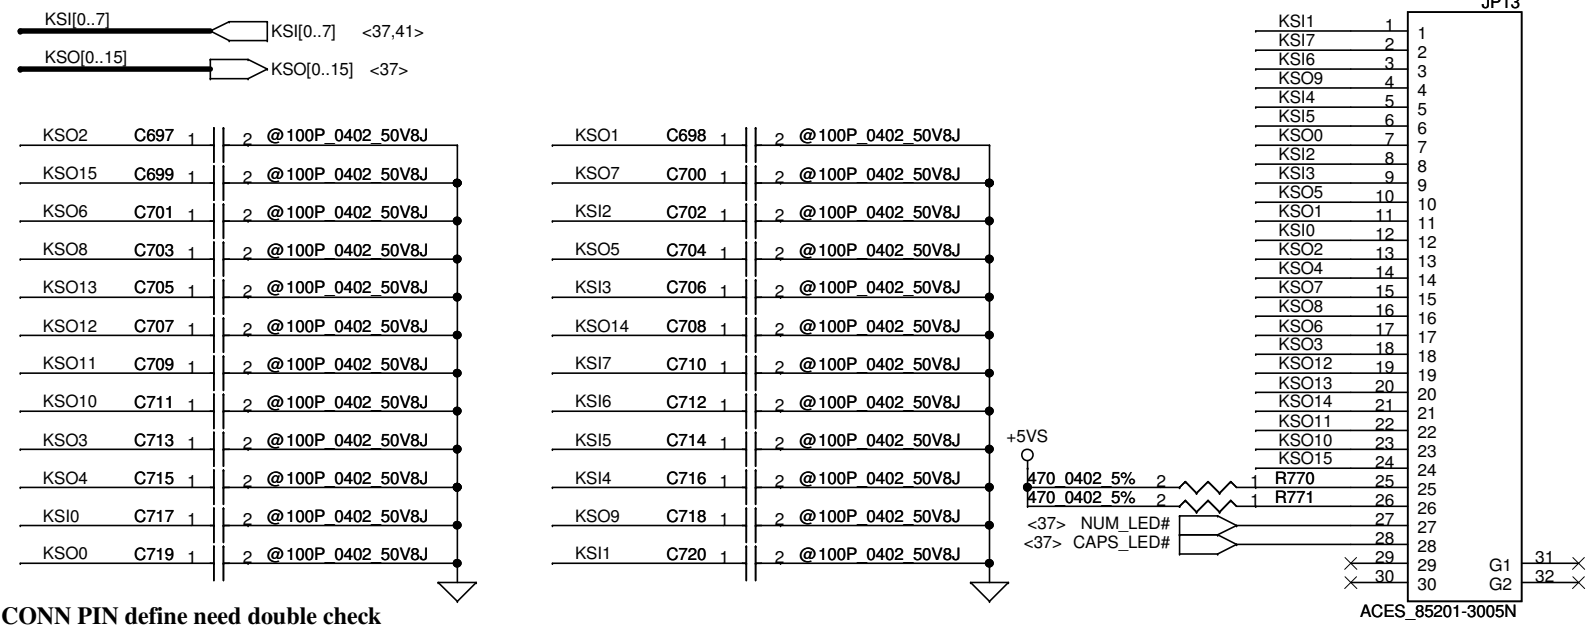 KSI[0..7] KSI[0..7] <37,41>
KSO[0..15] KSO[0..15] <37>
KSO2 C697 1 2 @100P_0402_50V8J
KSO15 C699 1 2 @100P_0402_50V8J
KSO6 C701 1 2 @100P_0402_50V8J
KSO8 C703 1 2 @100P_0402_50V8J
KSO13 C705 1 2 @100P_0402_50V8J
KSO12 C707 1 2 @100P_0402_50V8J
KSO11 C709 1 2 @100P_0402_50V8J
KSO10 C711 1 2 @100P_0402_50V8J
KSO3 C713 1 2 @100P_0402_50V8J
KSO4 C715 1 2 @100P_0402_50V8J
KSI0 C717 1 2 @100P_0402_50V8J
KSO0 C719 1 2 @100P_0402_50V8J
CONN PIN define need double check
KSO1 C698 1 2 @100P_0402_50V8J
KSO7 C700 1 2 @100P_0402_50V8J
KSI2 C702 1 2 @100P_0402_50V8J
KSO5 C704 1 2 @100P_0402_50V8J
KSI3 C706 1 2 @100P_0402_50V8J
KSO14 C708 1 2 @100P_0402_50V8J
KSI7 C710 1 2 @100P_0402_50V8J
KSI6 C712 1 2 @100P_0402_50V8J
KSI5 C714 1 2 @100P_0402_50V8J
KSI4 C716 1 2 @100P_0402_50V8J
KSO9 C718 1 2 @100P_0402_50V8J
KSI1 C720 1 2 @100P_0402_50V8J
JP13
KSI1 1 1
KSI7 2 2
KSI6 3 3
KSO9 4 4
KSI4 5 5
KSI5 6 6
KSO0 7 7
KSI2 8 8
KSI3 9 9
KSO5 10 10
KSO1 11 11
KSI0 12 12
KSO2 13 13
KSO4 14 14
KSO7 15 15
KSO8 16 16
KSO6 17 17
KSO3 18 18
KSO12 19 19
KSO13 20 20
KSO14 21 21
KSO11 22 22
KSO10 23 23
KSO15 24 24
+5VS
470_0402_5% 2 1 R770 25 25
470_0402_5% 2 1 R771 26 26
<37> NUM_LED# 27 27
<37> CAPS_LED# 28 28
29 29 G1 31
30 30 G2 32
ACES_85201-3005N